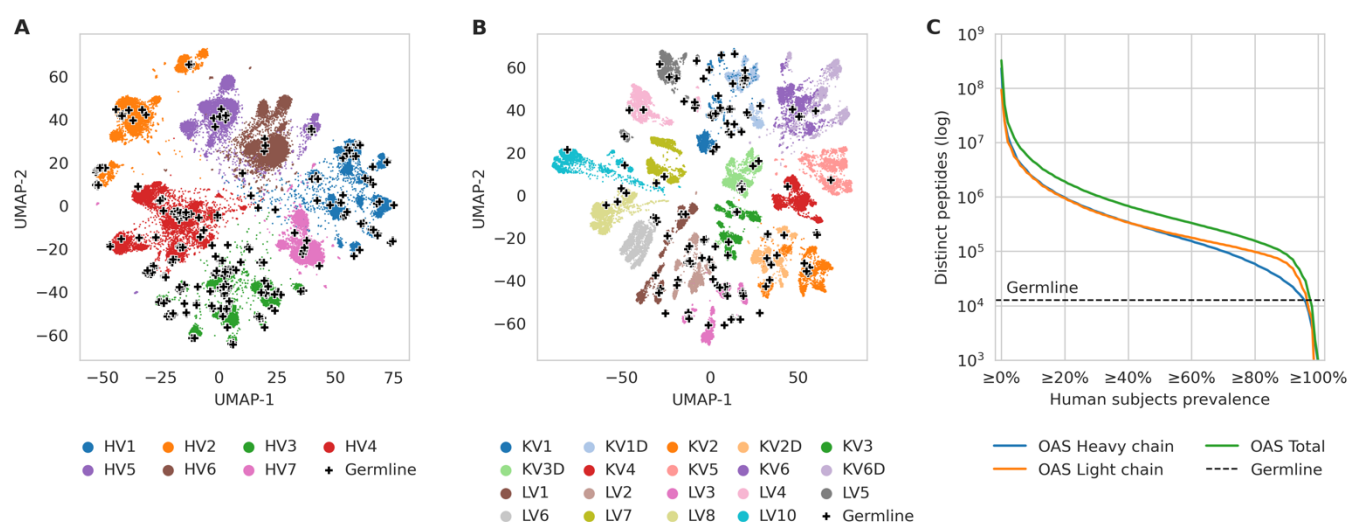 A
60
40
20
0
−20
−40
−60
UMAP-2
−50 −25 0 25 50 75
UMAP-1
HV1 HV2 HV3 HV4
HV5 HV6 HV7 Germline
B
60
40
20
0
−20
−40
−60
UMAP-2
−50 0 50
UMAP-1
KV1 KV1D KV2 KV2D KV3
KV3D KV4 KV5 KV6 KV6D
LV1 LV2 LV3 LV4 LV5
LV6 LV7 LV8 LV10 Germline
C
10⁹
10⁸
10⁷
10⁶
10⁵
10⁴
10³
Distinct peptides (log)
Germline
≥0% ≥20% ≥40% ≥60% ≥80% ≥100%
Human subjects prevalence
OAS Heavy chain OAS Total
OAS Light chain Germline